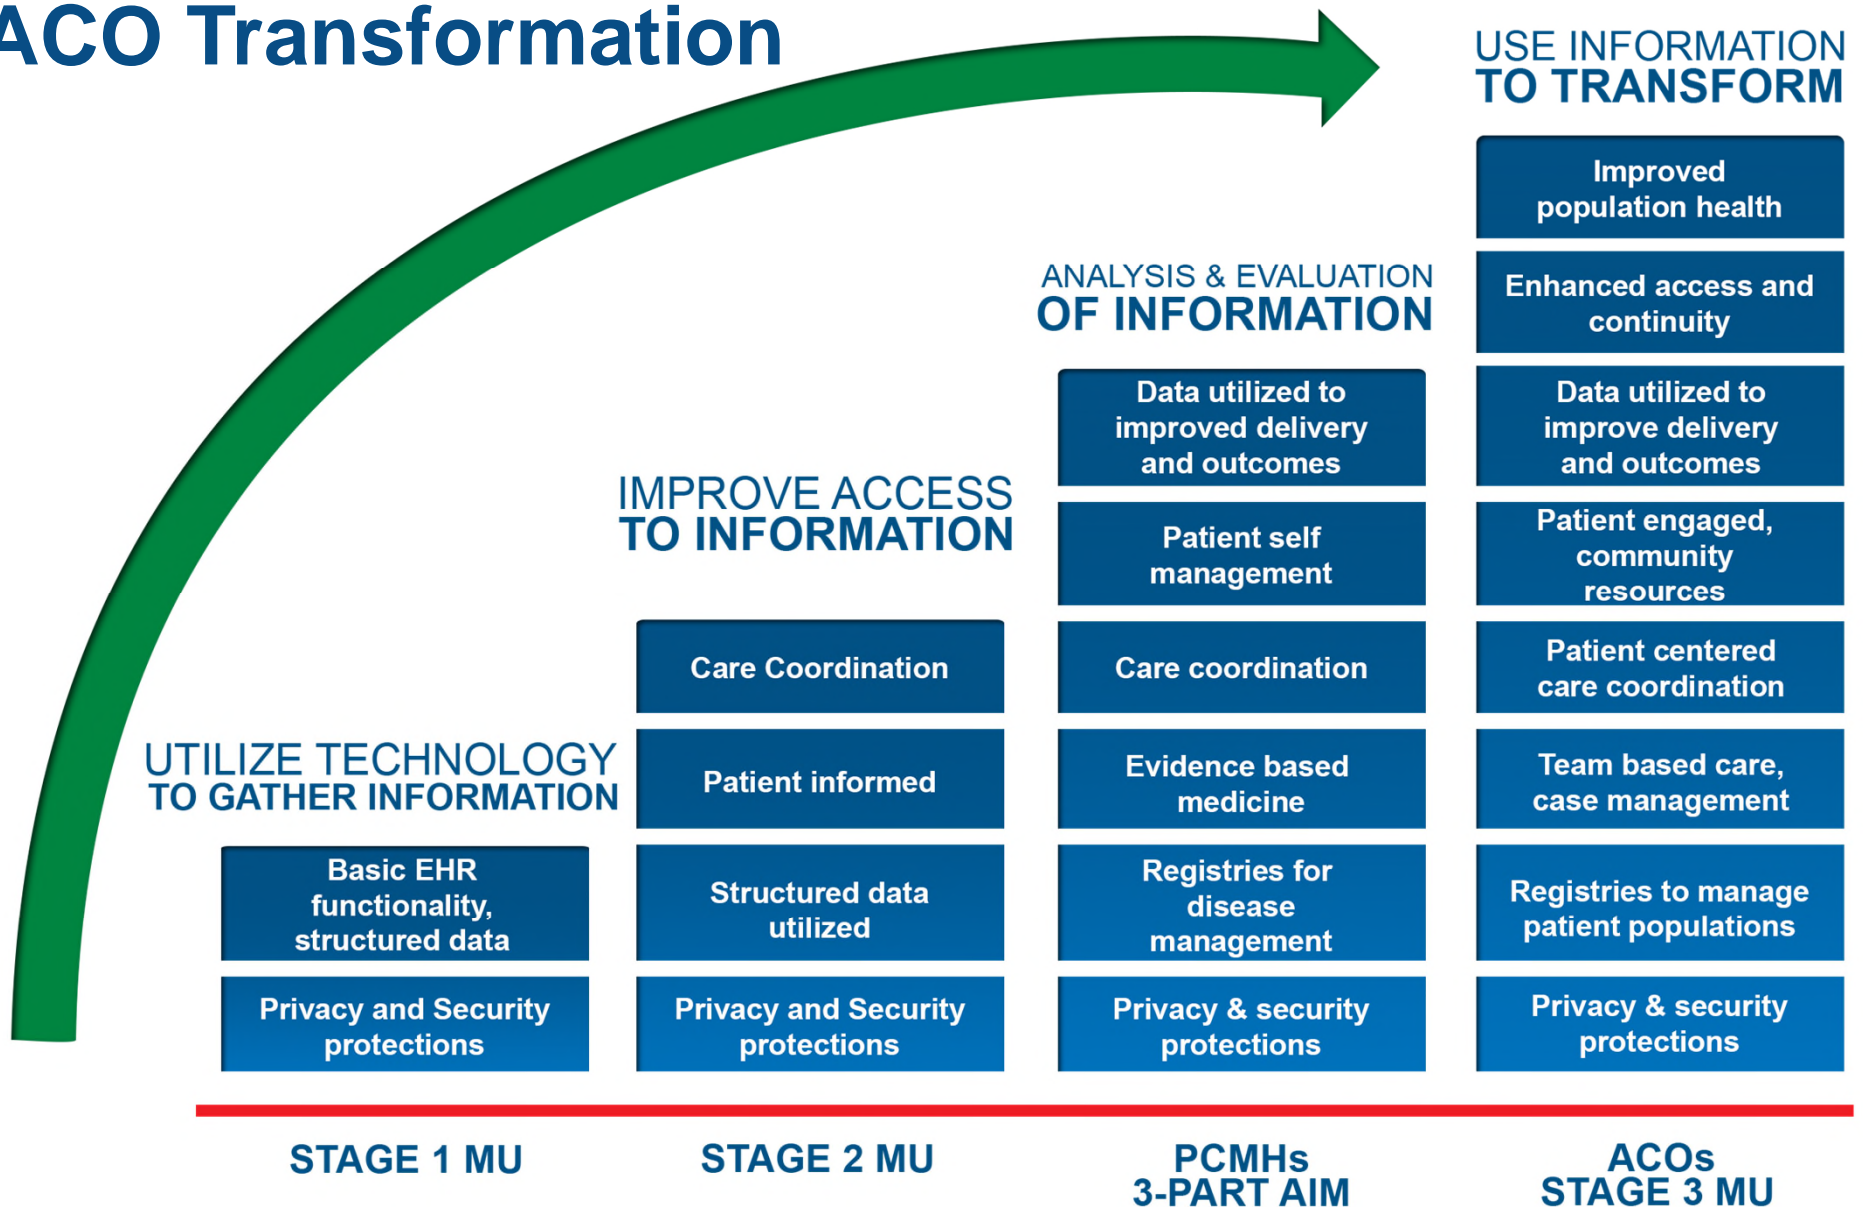 ACO Transformation
USE INFORMATION
TO TRANSFORM
Improved
population health
Enhanced access and
continuity
Data utilized to
improve delivery
and outcomes
Patient engaged,
community
resources
Patient centered
care coordination
Team based care,
case management
Registries to manage
patient populations
Privacy & security
protections
ACOs
STAGE 3 MU
ANALYSIS & EVALUATION
OF INFORMATION
Data utilized to
improved delivery
and outcomes
Patient self
management
Care coordination
Evidence based
medicine
Registries for
disease
management
Privacy & security
protections
PCMHs
3-PART AIM
IMPROVE ACCESS
TO INFORMATION
Care Coordination
Patient informed
Structured data
utilized
Privacy and Security
protections
STAGE 2 MU
UTILIZE TECHNOLOGY
TO GATHER INFORMATION
Basic EHR
functionality,
structured data
Privacy and Security
protections
STAGE 1 MU